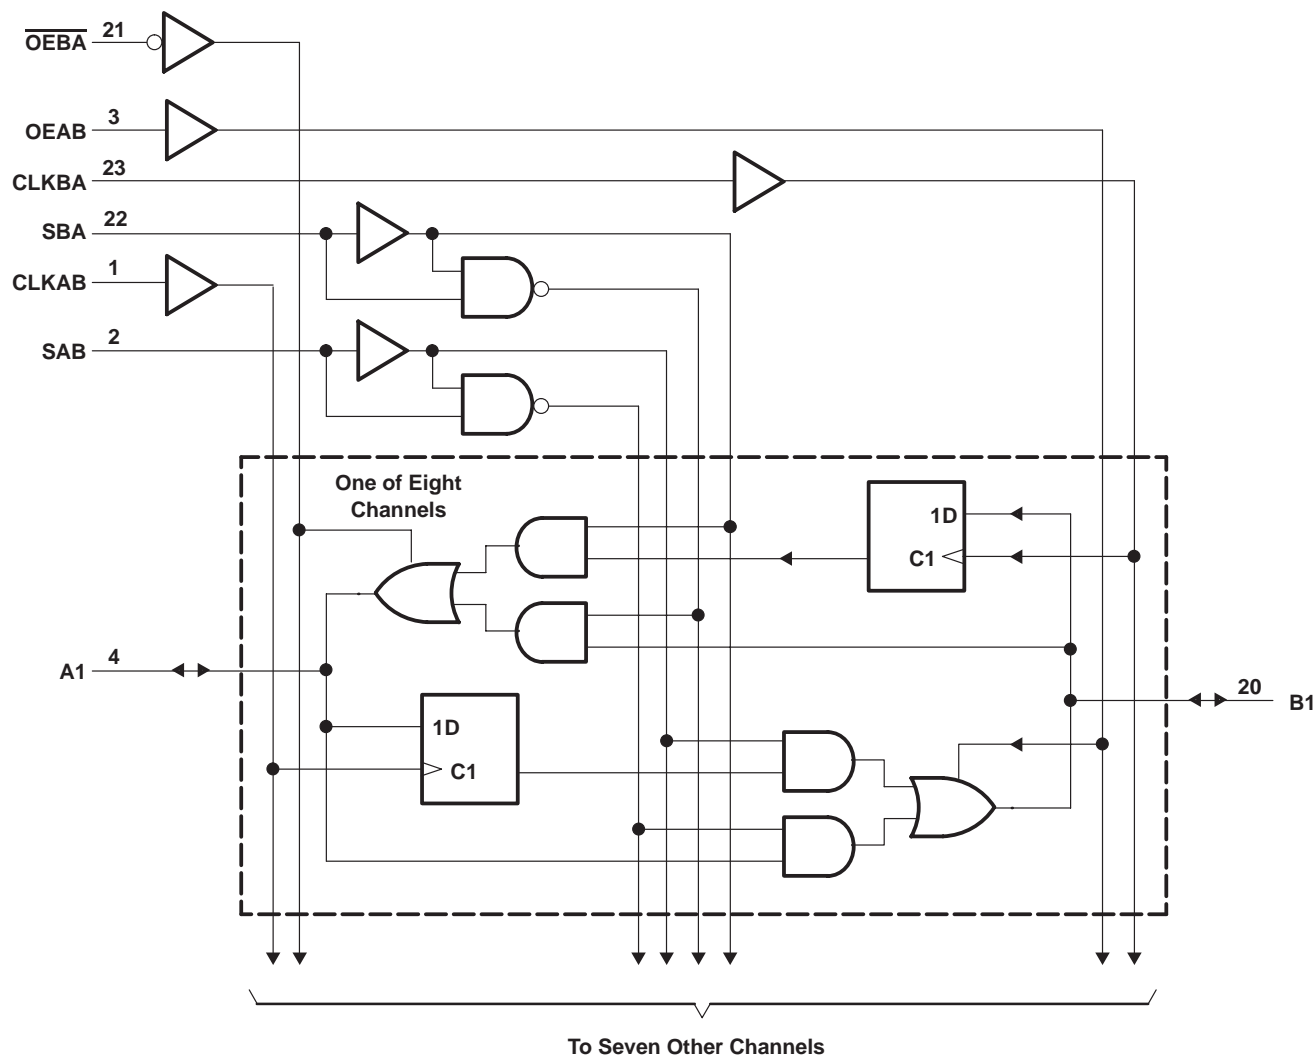 OEBA 21
OEAB 3
CLKBA 23
SBA 22
CLKAB 1
SAB 2
One of Eight
Channels
1D
C1
A1 4
20 B1
1D
C1
To Seven Other Channels